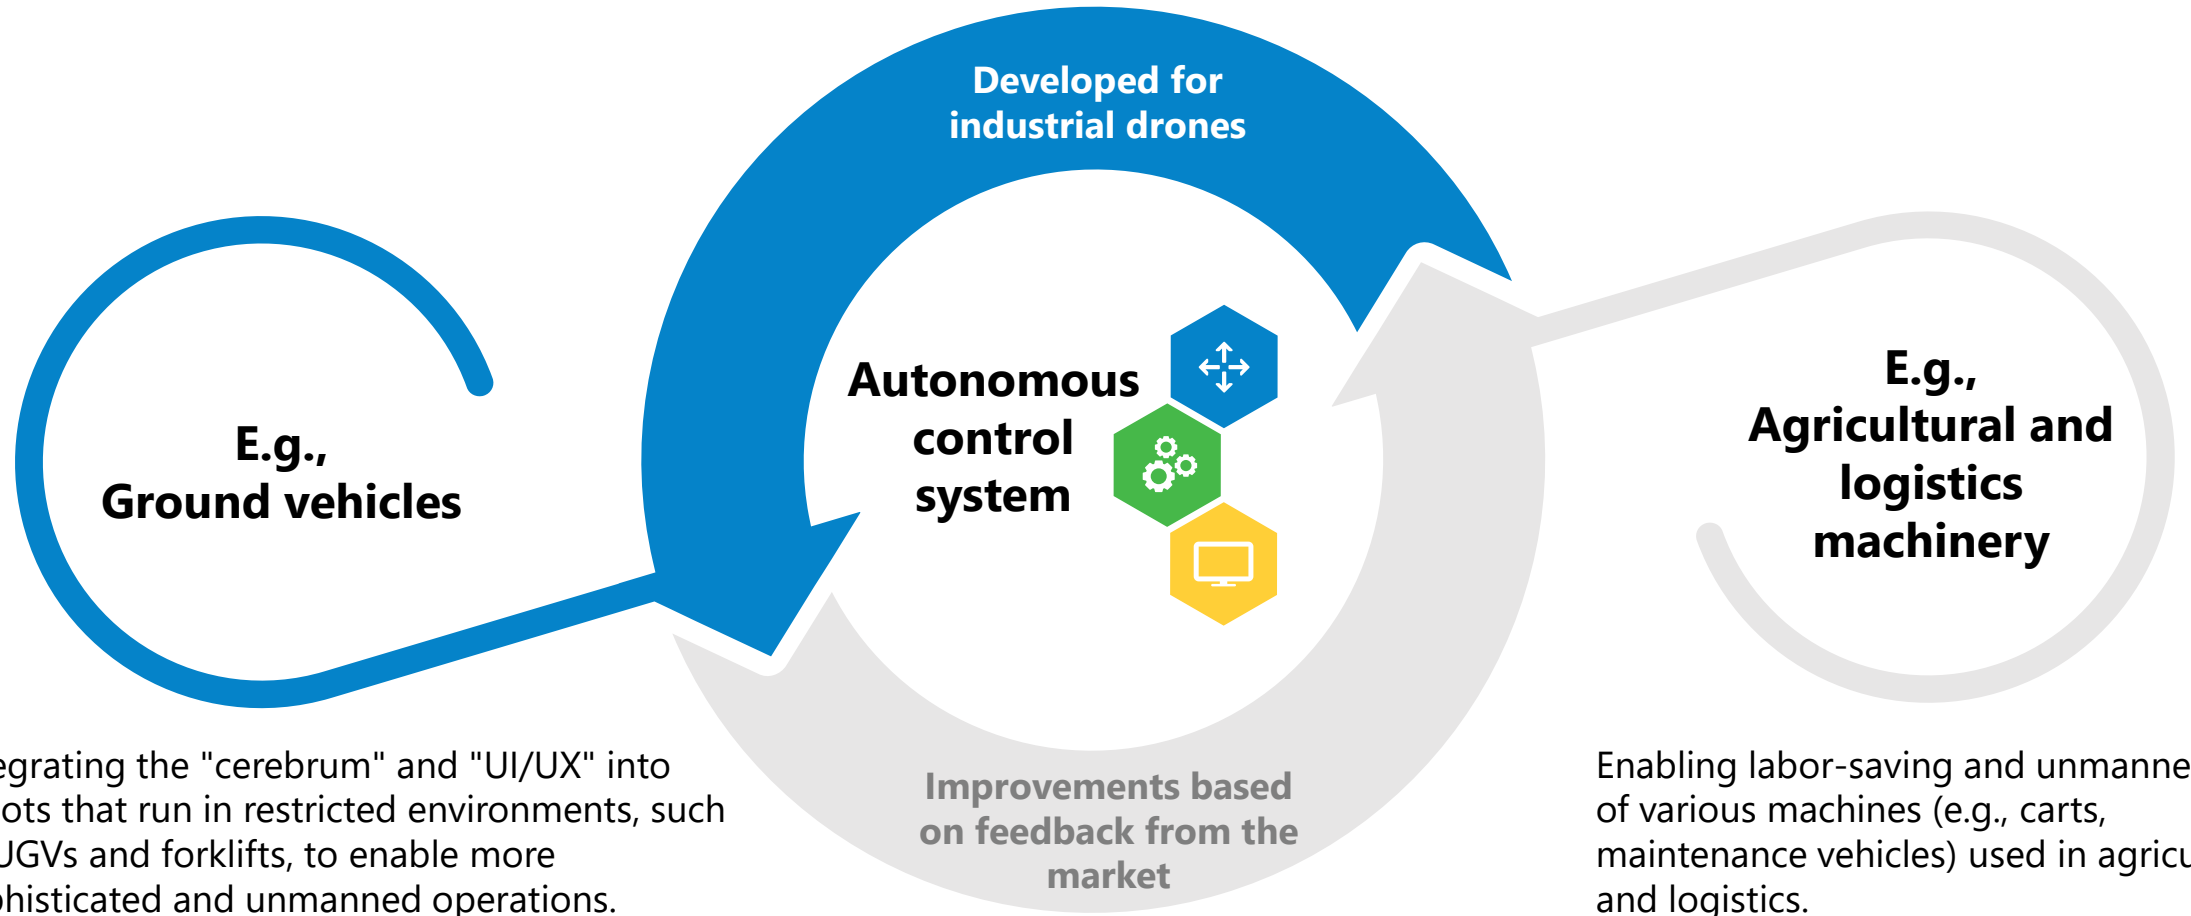 Developed for
industrial drones
Autonomous
control
system
E.g.,
Ground vehicles
E.g.,
Agricultural and
logistics
machinery
Improvements based
on feedback from the
market
egrating the "cerebrum" and "UI/UX" into
ots that run in restricted environments, such
UGVs and forklifts, to enable more
phisticated and unmanned operations.
Enabling labor-saving and unmanne
of various machines (e.g., carts,
maintenance vehicles) used in agricu
and logistics.